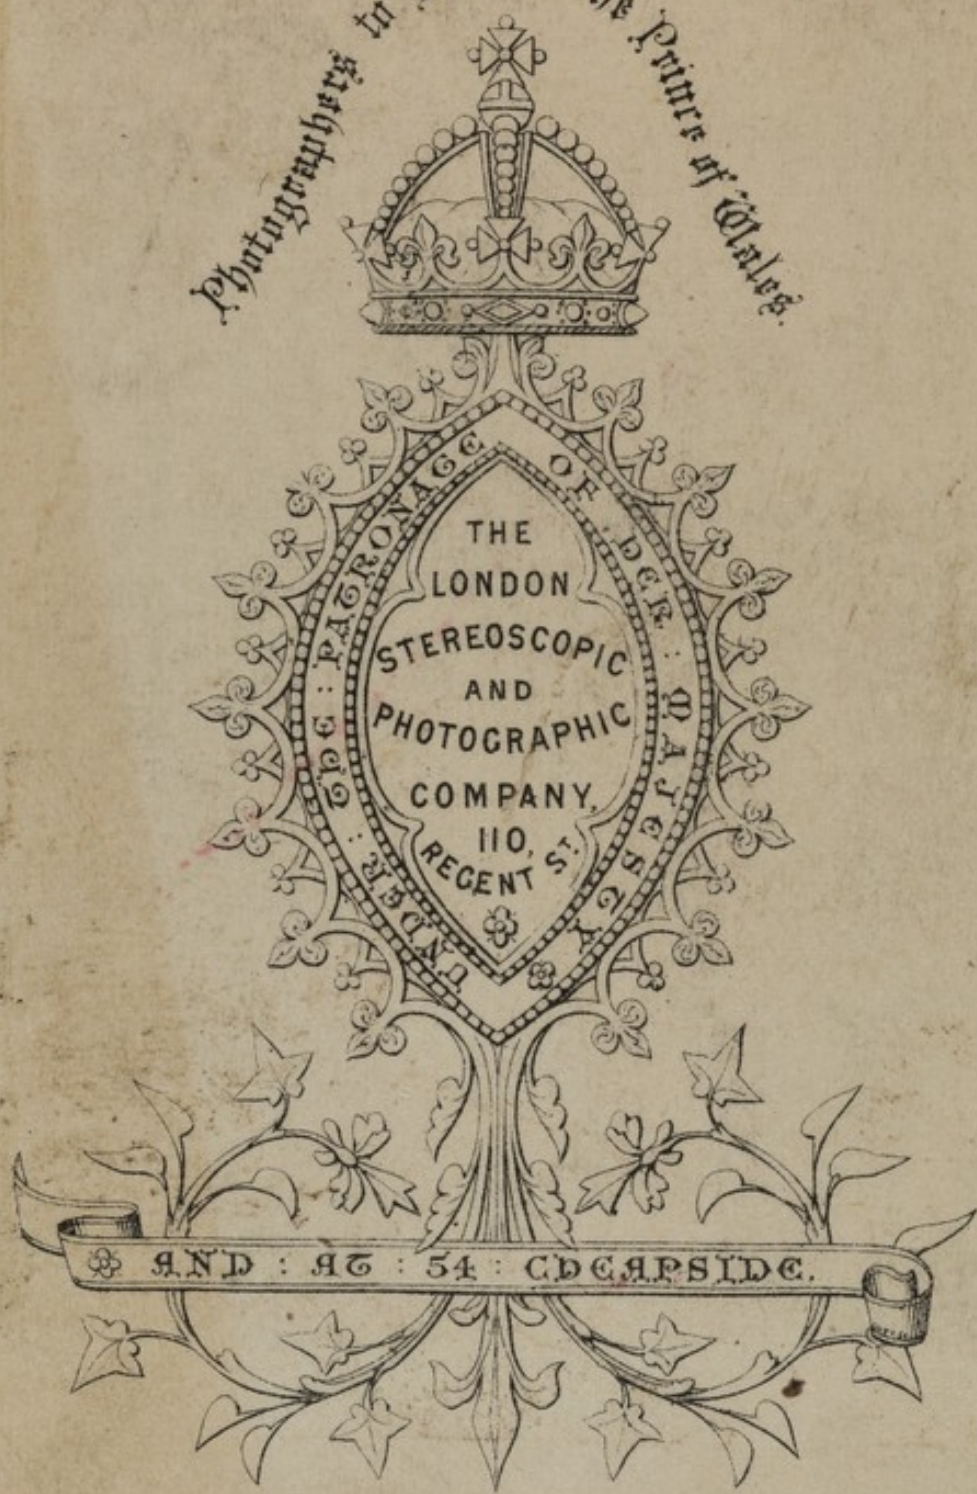 Photographers to the Prince of Wales.
UNDER : THE : PATRONAGE OF : HER : MAJESTY
THE
LONDON
STEREOSCOPIC
AND
PHOTOGRAPHIC
COMPANY,
110,
REGENT ST.
AND : AT : 54 : CHEAPSIDE.